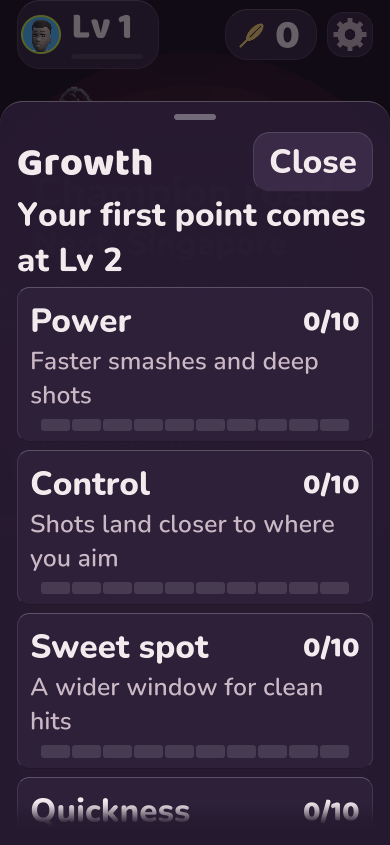 Lv 1
0
Growth
Close
Your first point comes
at Lv 2
Power
0/10
Faster smashes and deep
shots
Control
0/10
Shots land closer to where
you aim
Sweet spot
0/10
A wider window for clean
hits
Quickness
0/10